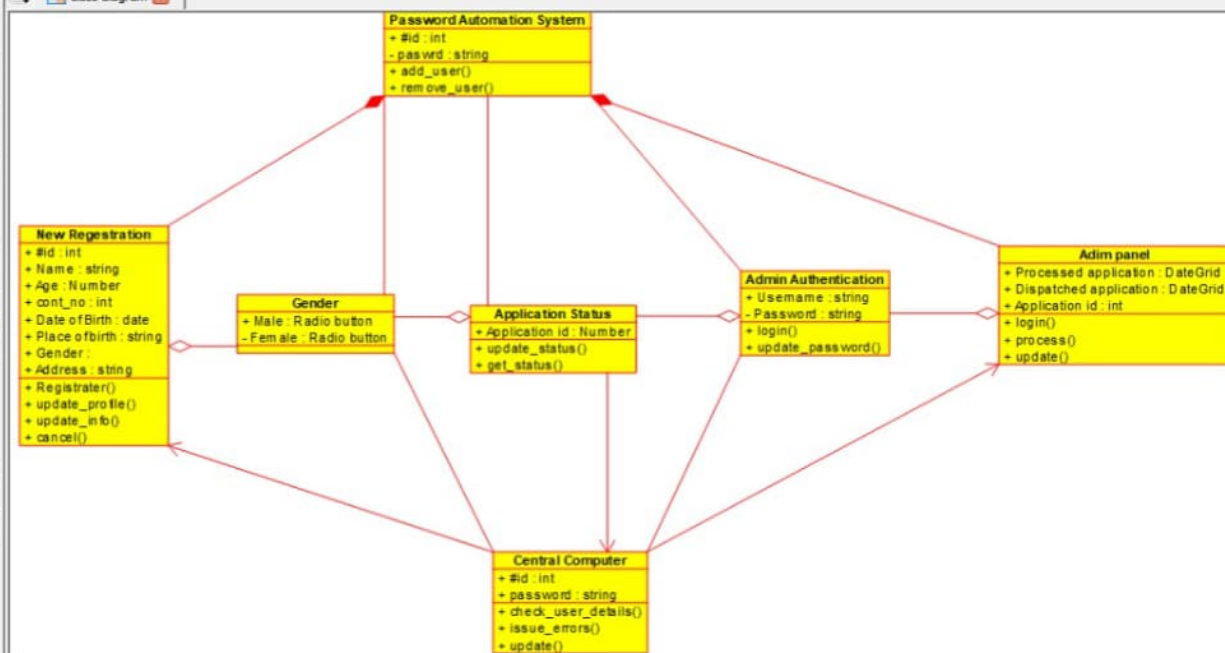 Password Automation System
+ #id : int
- paswrd : string
+ add_user()
+ remove_user()
New Regestration
+ #id : int
+ Name : string
+ Age : Number
+ cont_no : int
+ Date of Birth : date
+ Place of birth : string
+ Gender :
+ Address : string
+ Registrater()
+ update_profile()
+ update_info()
+ cancel()
Gender
+ Male : Radio button
- Female : Radio button
Application Status
+ Application id : Number
+ update_status()
+ get_status()
Admin Authentication
+ Username : string
- Password : string
+ login()
+ update_password()
Adim panel
+ Processed application : DateGrid
+ Dispatched application : DateGrid
+ Application id : int
+ login()
+ process()
+ update()
Central Computer
+ #id : int
+ password : string
+ check_user_details()
+ issue_errors()
+ update()